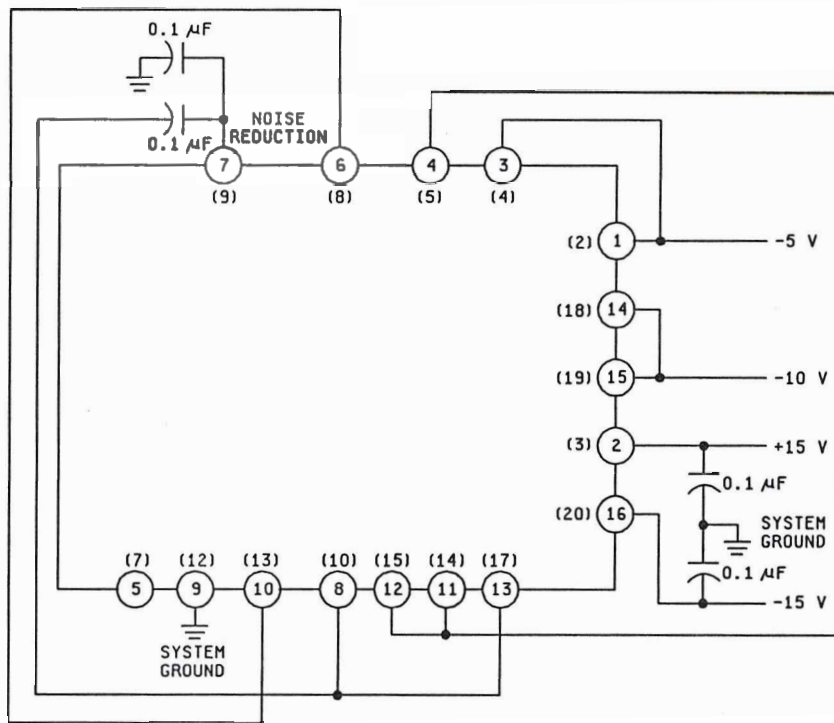 0.1 µF
0.1 µF
NOISE
REDUCTION
7
6
4
3
(9)
(8)
(5)
(4)
(2)
1
-5 V
(18)
14
(19)
15
-10 V
(3)
2
+15 V
0.1 µF
(20)
16
SYSTEM
GROUND
0.1 µF
-15 V
(7)
(12)
(13)
(10)
(15)
(14)
(17)
5
9
10
8
12
11
13
SYSTEM
GROUND